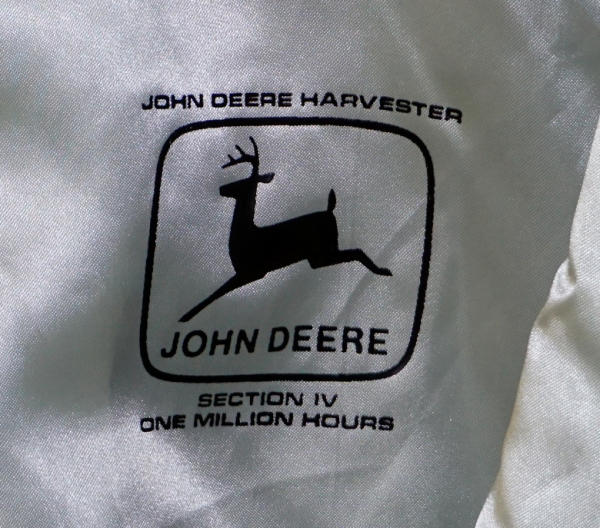 JOHN DEERE HARVESTER
JOHN DEERE
SECTION IV
ONE MILLION HOURS